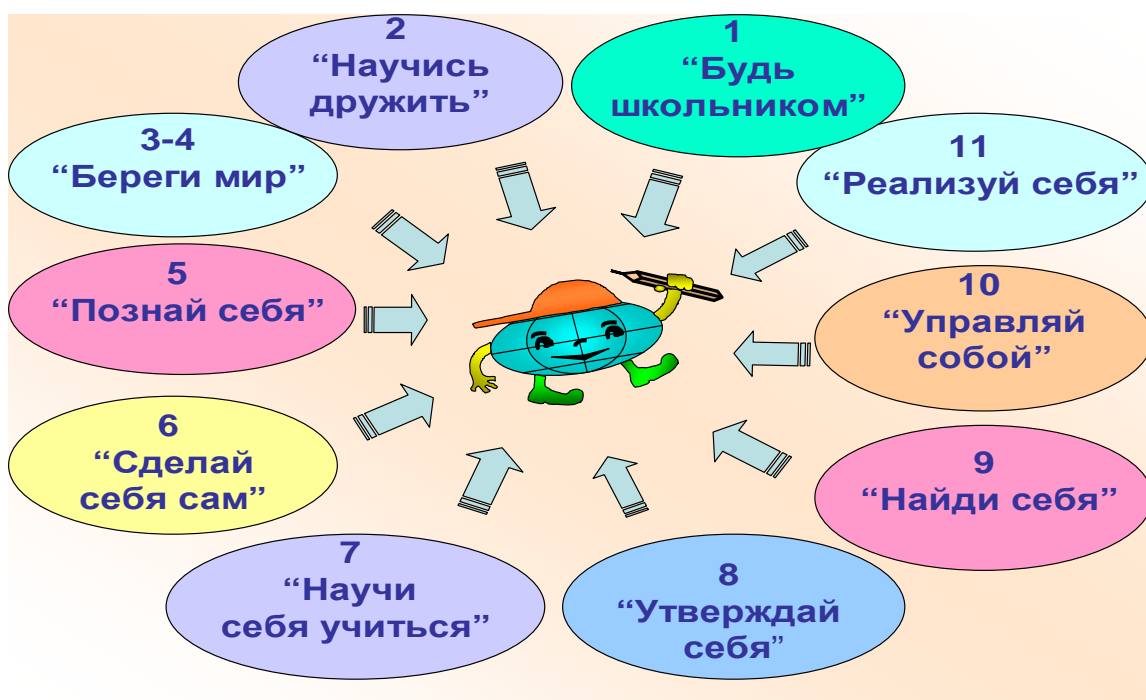 1
“Будь
школьником”
2
“Научись
дружить”
3-4
“Береги мир”
5
“Познай себя”
6
“Сделай
себя сам”
7
“Научи
себя учиться”
8
“Утверждай
себя”
9
“Найди себя”
10
“Управляй
собой”
11
“Реализуй себя”